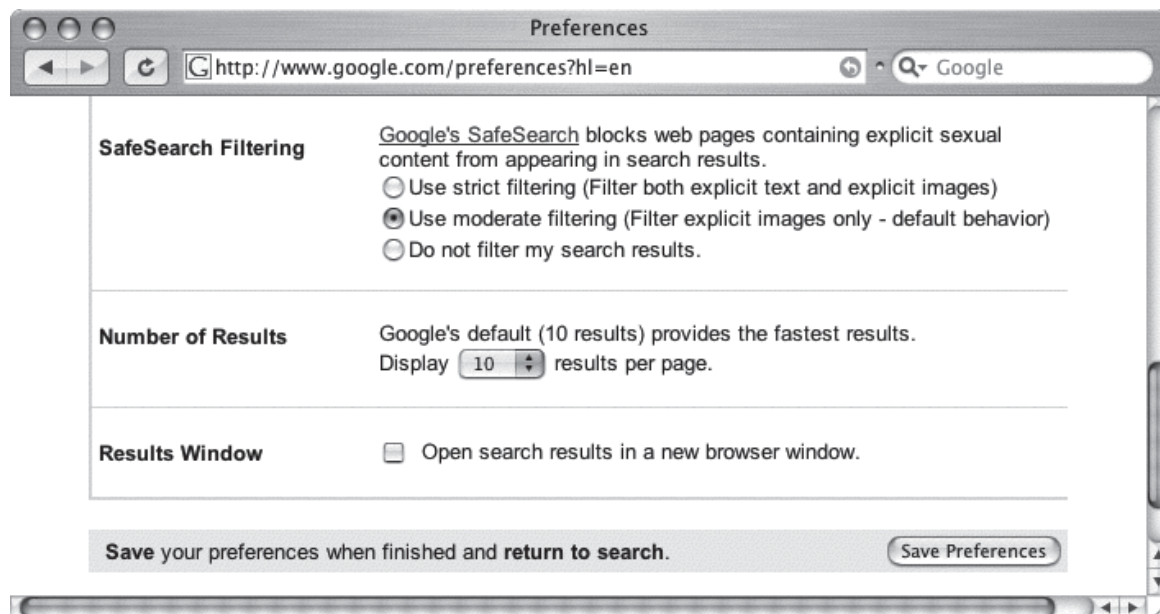 Preferences
http://www.google.com/preferences?hl=en
Google
SafeSearch Filtering
Google's SafeSearch blocks web pages containing explicit sexual
content from appearing in search results.
Use strict filtering (Filter both explicit text and explicit images)
Use moderate filtering (Filter explicit images only - default behavior)
Do not filter my search results.
Number of Results
Google's default (10 results) provides the fastest results.
Display 10 results per page.
Results Window
Open search results in a new browser window.
Save your preferences when finished and return to search.
Save Preferences